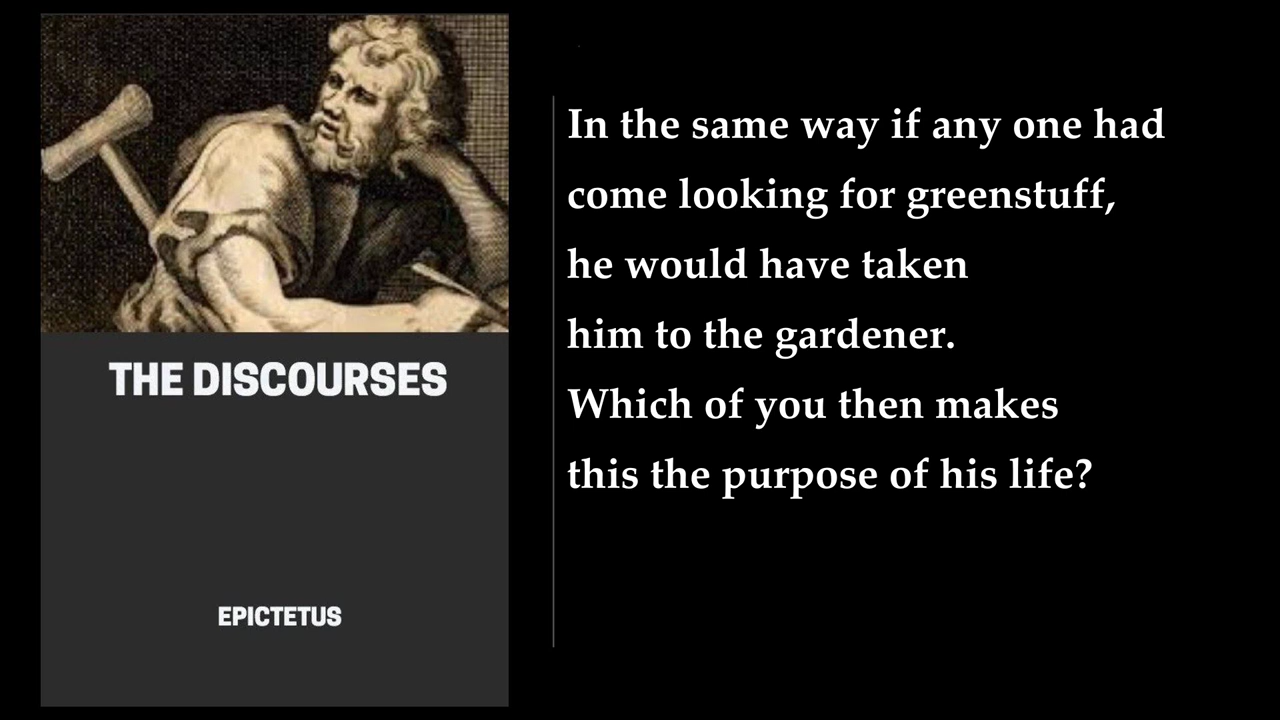 THE DISCOURSES
EPICTETUS
In the same way if any one had
come looking for greenstuff,
he would have taken
him to the gardener.
Which of you then makes
this the purpose of his life?